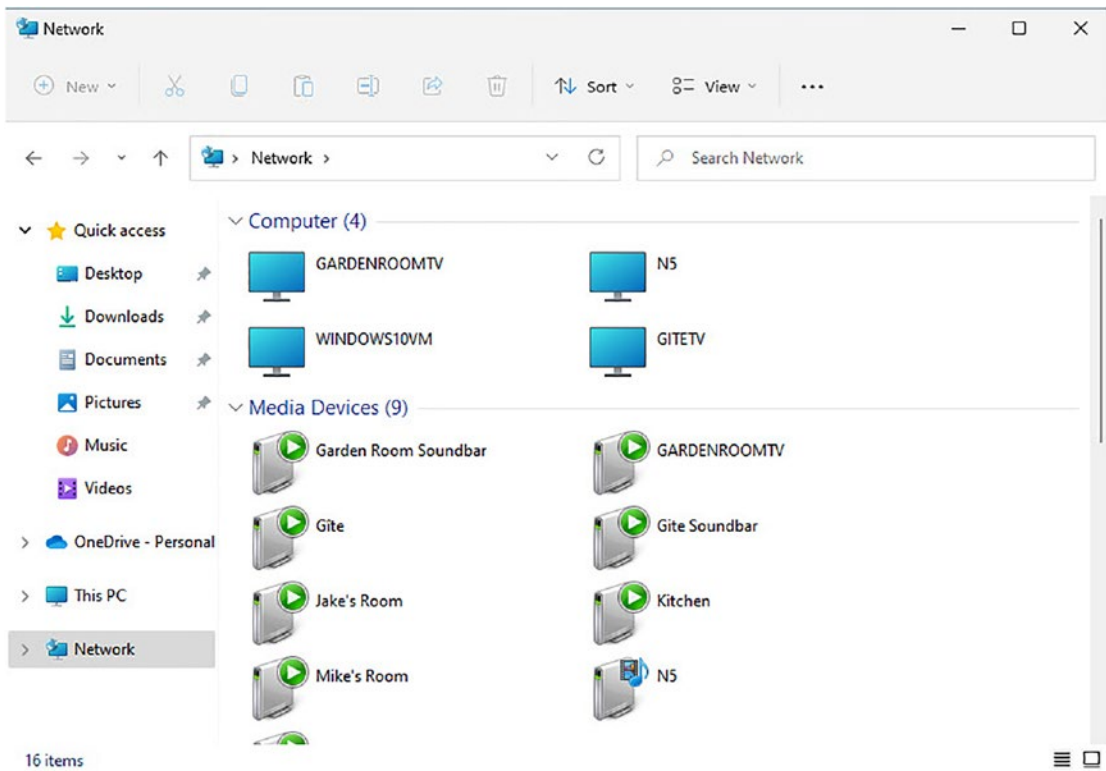 Network
New
Sort
View
Network
Search Network
Quick access
Desktop
Downloads
Documents
Pictures
Music
Videos
OneDrive - Personal
This PC
Network
Computer (4)
GARDENROOMTV
N5
WINDOWS10VM
GITETV
Media Devices (9)
Garden Room Soundbar
GARDENROOMTV
Gîte
Gite Soundbar
Jake's Room
Kitchen
Mike's Room
N5
16 items